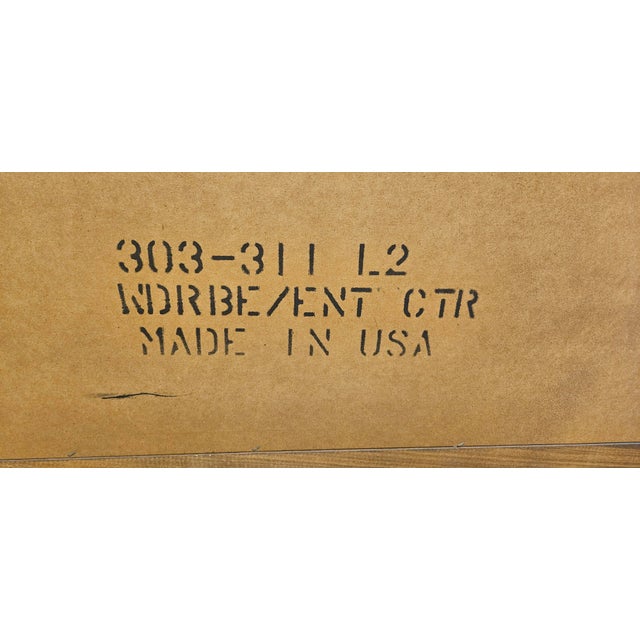 303-311 L2
WDRBE/ENT CTR
MADE IN USA